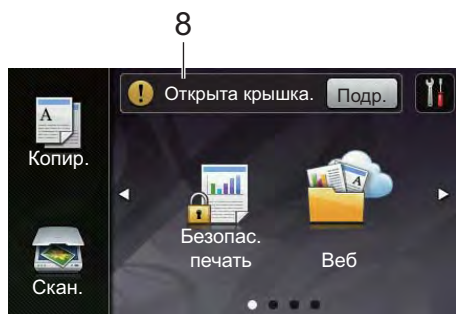 8
Открыта крышка. Подр.
Копир.
Безопас.
печать
Веб
Скан.